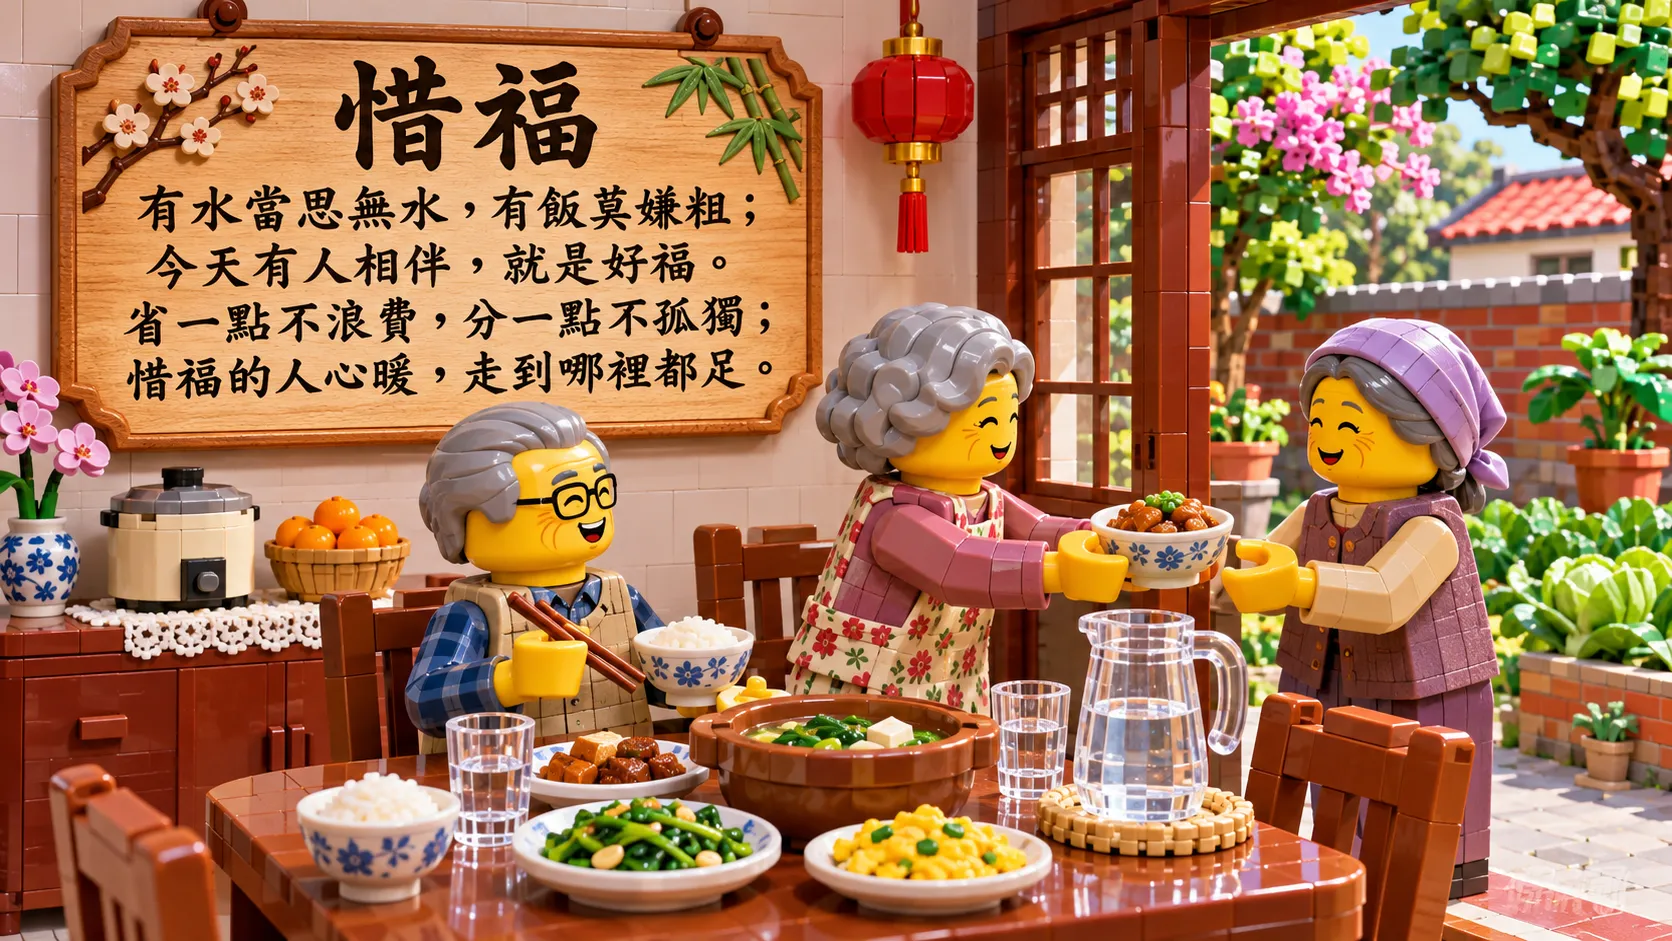 惜福
有水當思無水，有飯莫嫌粗；
今天有人相伴，就是好福。
省一點不浪費，分一點不孤獨；
惜福的人心暖，走到哪裡都足。